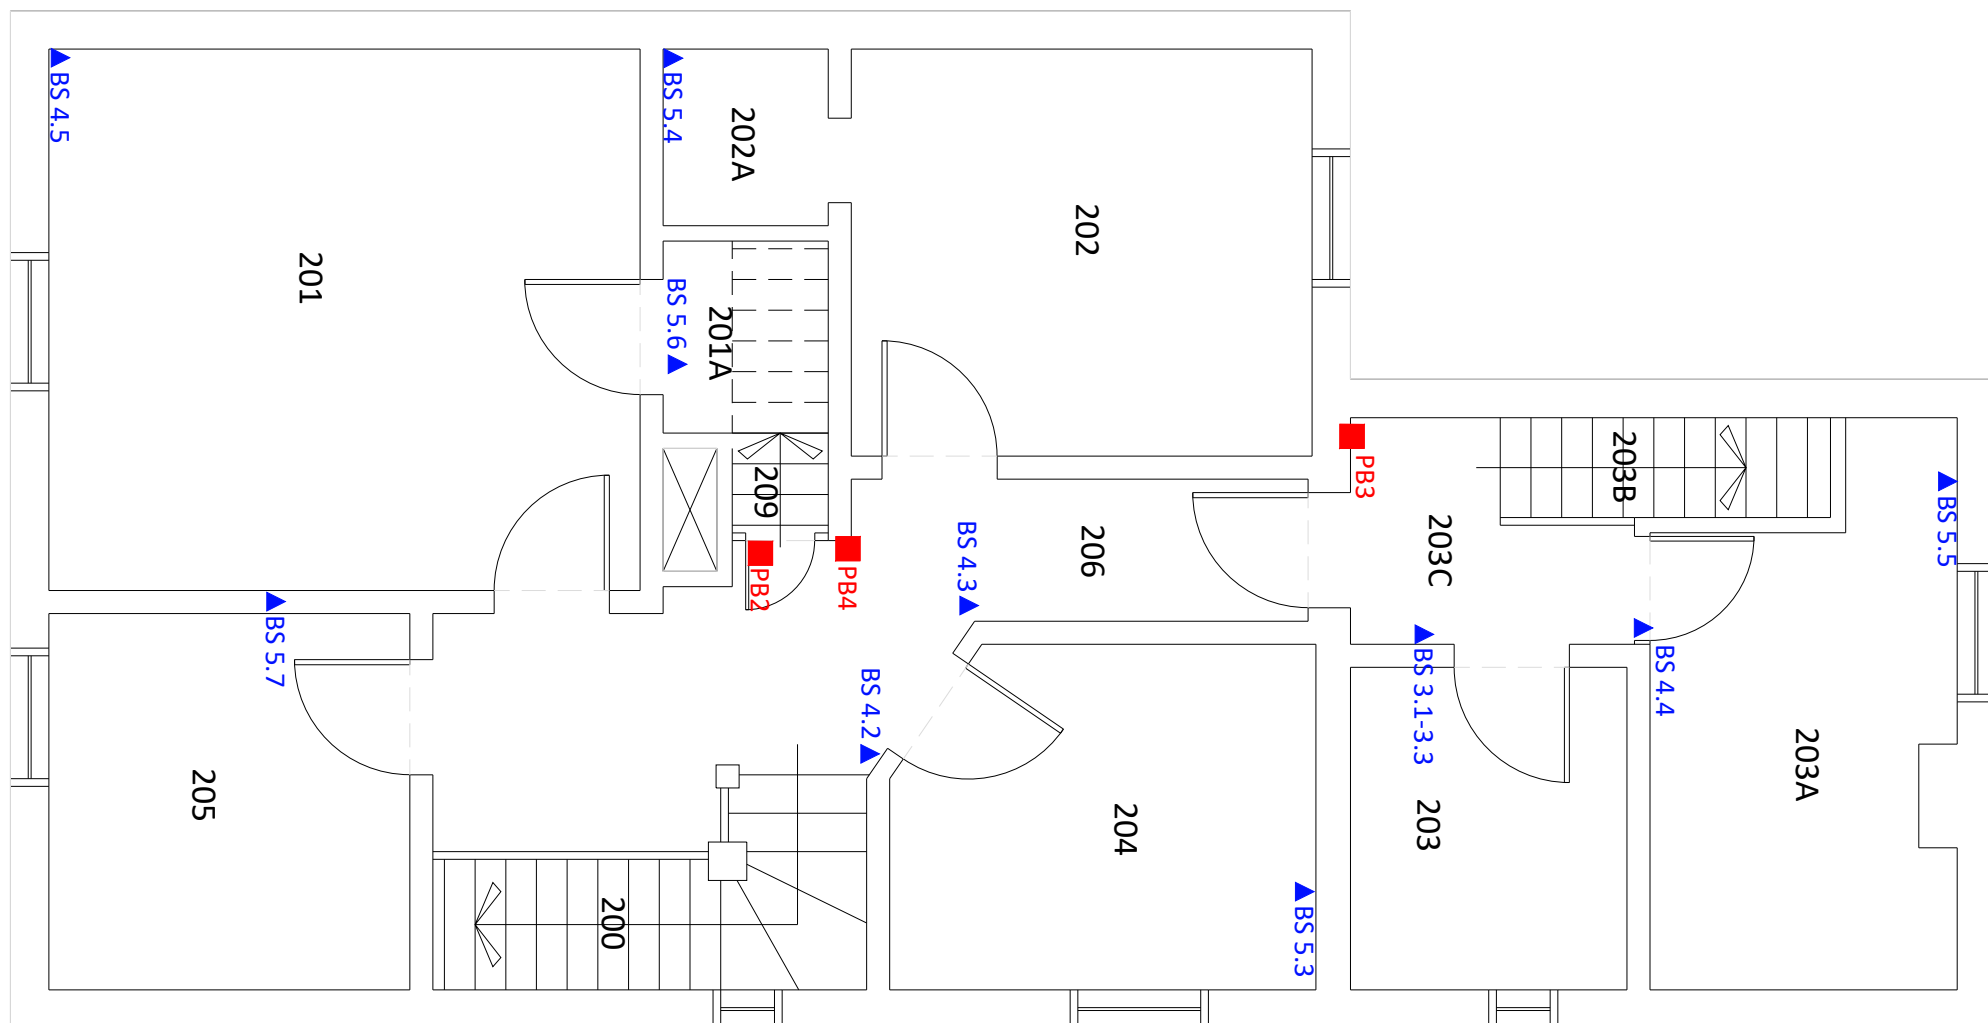 BS 4.5
BS 5.4
202A
202
201
BS 5.6
201A
209
PB2
PB4
BS 4.3
206
PB3
203C
203B
BS 5.5
BS 5.7
BS 4.2
BS 3.1-3.3
BS 4.4
203A
205
204
203
200
BS 5.3